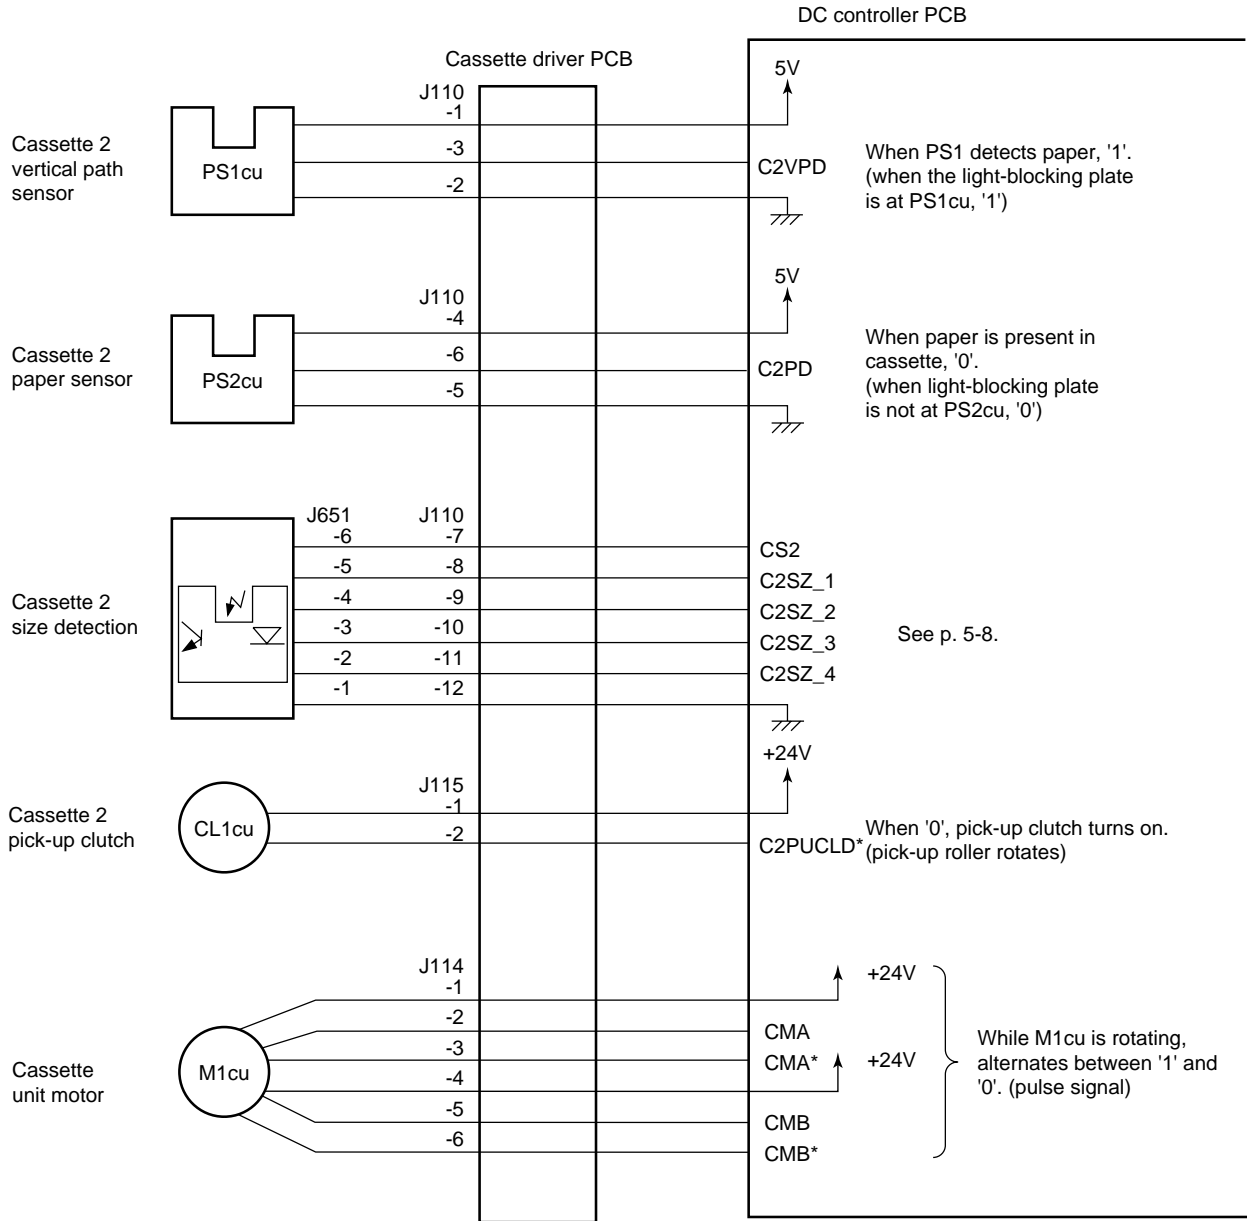 DC controller PCB
Cassette driver PCB
Cassette 2
vertical path
sensor
PS1cu
J110
-1
-3
-2
5V
C2VPD
When PS1 detects paper, '1'.
(when the light-blocking plate
is at PS1cu, '1')
Cassette 2
paper sensor
PS2cu
J110
-4
-6
-5
5V
C2PD
When paper is present in
cassette, '0'.
(when light-blocking plate
is not at PS2cu, '0')
Cassette 2
size detection
J651 J110
-6 -7
-5 -8
-4 -9
-3 -10
-2 -11
-1 -12
CS2
C2SZ_1
C2SZ_2
C2SZ_3
C2SZ_4
See p. 5-8.
Cassette 2
pick-up clutch
CL1cu
J115
-1
-2
+24V
C2PUCLD*
When '0', pick-up clutch turns on.
(pick-up roller rotates)
Cassette
unit motor
M1cu
J114
-1
-2
-3
-4
-5
-6
+24V
CMA
CMA*
+24V
CMB
CMB*
While M1cu is rotating,
alternates between '1' and
'0'. (pulse signal)